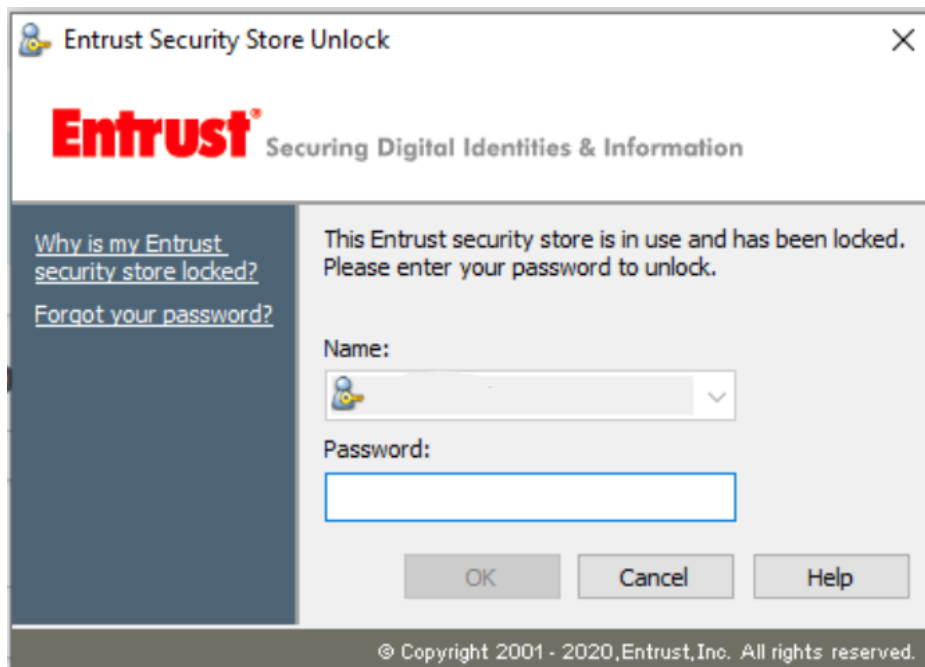 Entrust Security Store Unlock
Entrust® Securing Digital Identities & Information
Why is my Entrust
security store locked?
Forgot your password?
This Entrust security store is in use and has been locked.
Please enter your password to unlock.
Name:
Password:
OK Cancel Help
© Copyright 2001 - 2020,Entrust,Inc. All rights reserved.